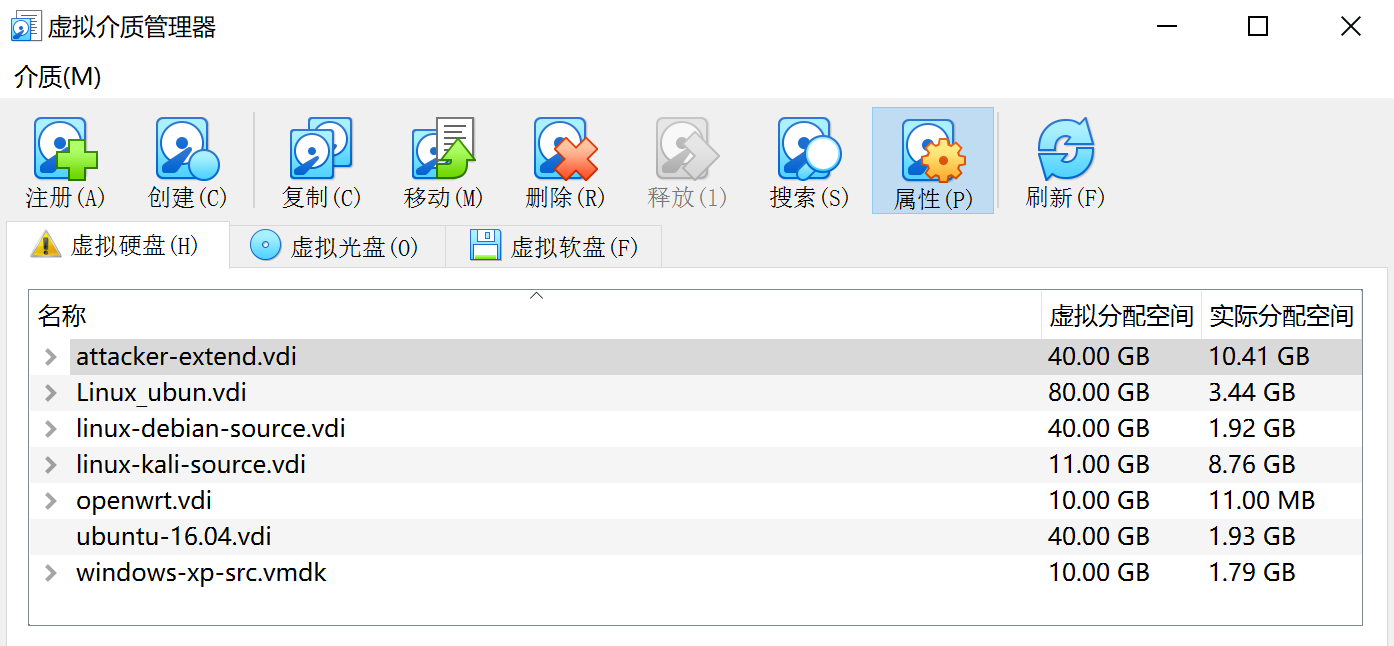 虚拟介质管理器
介质(M)
注册(A) 创建(C) 复制(C) 移动(M) 删除(R) 释放(l) 搜索(S) 属性(P) 刷新(F)
虚拟硬盘(H) 虚拟光盘(O) 虚拟软盘(F)
名称 虚拟分配空间 实际分配空间
attacker-extend.vdi 40.00 GB 10.41 GB
Linux_ubun.vdi 80.00 GB 3.44 GB
linux-debian-source.vdi 40.00 GB 1.92 GB
linux-kali-source.vdi 11.00 GB 8.76 GB
openwrt.vdi 10.00 GB 11.00 MB
ubuntu-16.04.vdi 40.00 GB 1.93 GB
windows-xp-src.vmdk 10.00 GB 1.79 GB